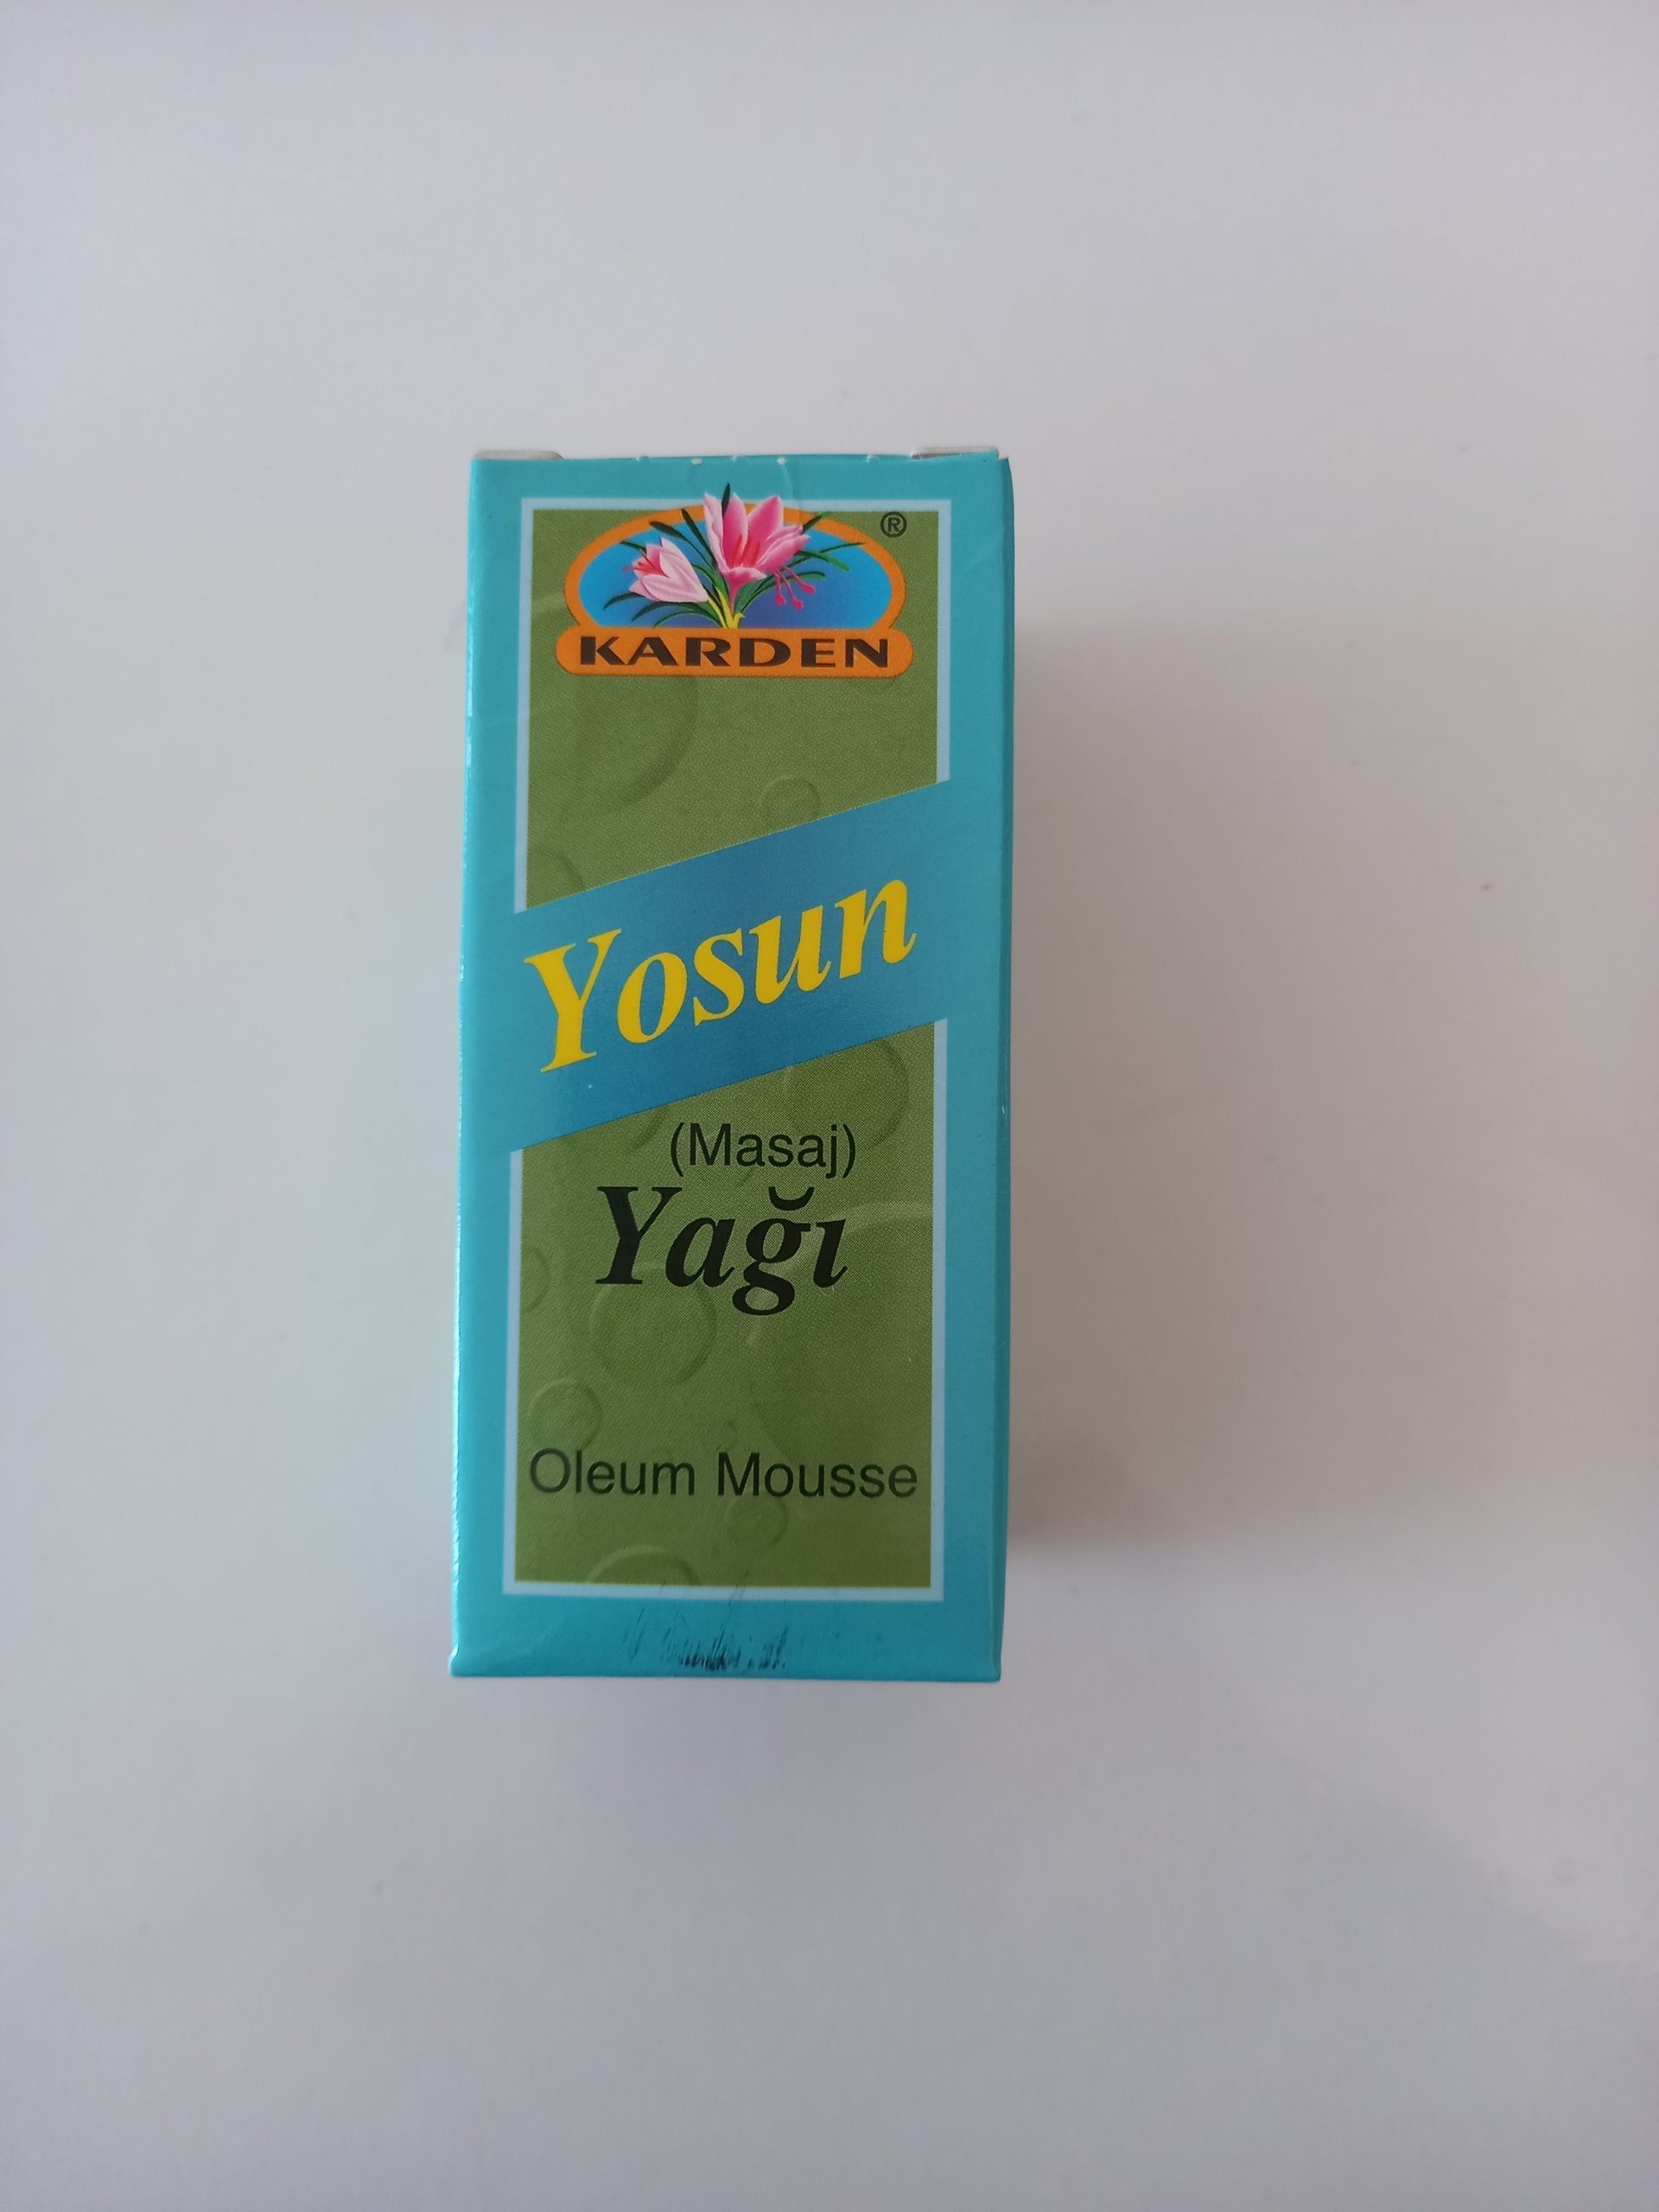 ®
KARDEN
Yosun
(Masaj)
Yağı
Oleum Mousse